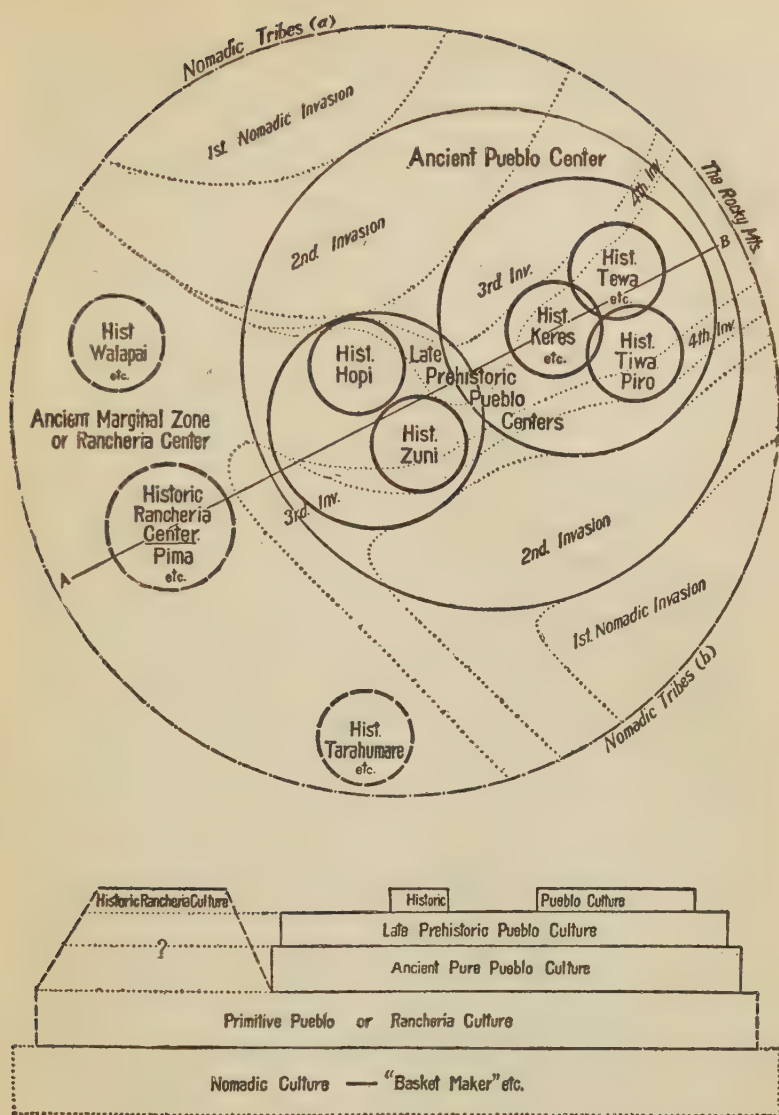 Nomadic Tribes (a)
1st. Nomadic Invasion
Ancient Pueblo Center
4th. Inv.
The Rocky Mts.
2nd. Invasion
3rd. Inv.
Hist.
Tewa
etc.
B
Hist
Walapai
etc.
Hist.
Hopi
Late
Prehistoric
Pueblo
Centers
Hist.
Keres
etc.
Hist.
Tiwa
Piro
4th. Inv.
Ancient Marginal Zone
or Rancheria Center
Hist.
Zuni
Historic
Rancheria
Center
Pima
etc.
A
3rd. Inv.
2nd. Invasion
1st. Nomadic Invasion
Nomadic Tribes (b)
Hist.
Tarahumare
etc.
Historic Rancheria Culture
Historic
Pueblo Culture
Late Prehistoric Pueblo Culture
?
Ancient Pure Pueblo Culture
Primitive Pueblo or Rancheria Culture
Nomadic Culture — "Basket Maker" etc.